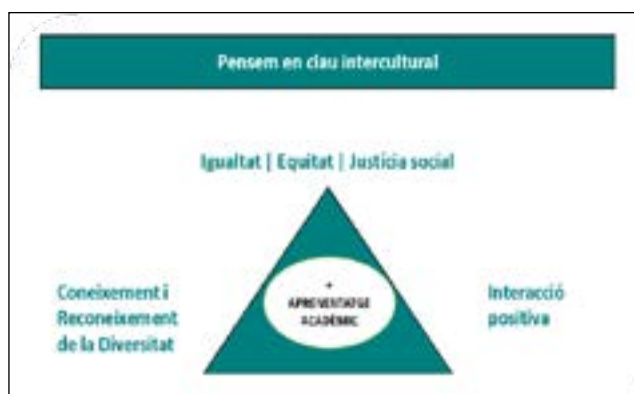 Pensem en clau intercultural
Igualtat | Equitat | Justícia social
Coneixement i
Reconeixement
de la Diversitat
+
APRENENTATGE
ACADÈMIC
Interacció
positiva